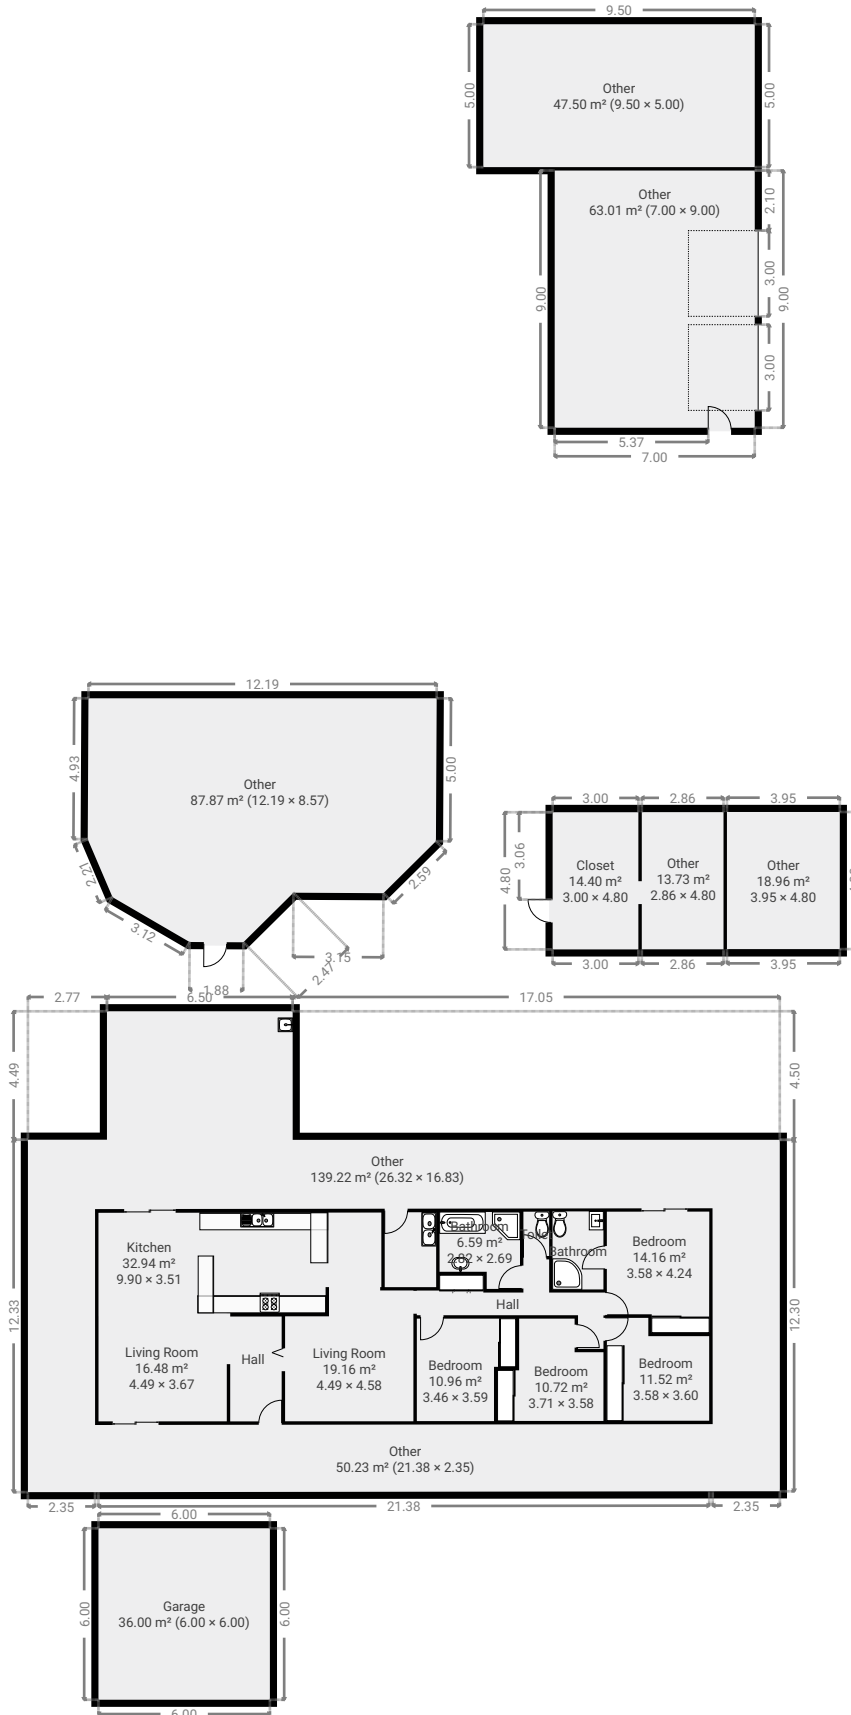 9.50
5.00
5.00
Other
47.50 m² (9.50 × 5.00)
Other
63.01 m² (7.00 × 9.00)
2.10
3.00
9.00
9.00
3.00
5.37
7.00
12.19
4.93
5.00
Other
87.87 m² (12.19 × 8.57)
2.21
2.59
3.12
3.15
2.47
1.88
3.00
2.86
3.95
4.80
3.06
Closet
14.40 m²
3.00 × 4.80
Other
13.73 m²
2.86 × 4.80
Other
18.96 m²
3.95 × 4.80
3.00
2.86
3.95
2.77
6.50
17.05
4.49
4.50
Other
139.22 m² (26.32 × 16.83)
Kitchen
32.94 m²
9.90 × 3.51
Bathroom
6.59 m²
2.82 × 2.69
Toilet
Bathroom
Bedroom
14.16 m²
3.58 × 4.24
Hall
12.33
12.30
Living Room
16.48 m²
4.49 × 3.67
Hall
Living Room
19.16 m²
4.49 × 4.58
Bedroom
10.96 m²
3.46 × 3.59
Bedroom
10.72 m²
3.71 × 3.58
Bedroom
11.52 m²
3.58 × 3.60
Other
50.23 m² (21.38 × 2.35)
2.35
21.38
2.35
6.00
6.00
6.00
Garage
36.00 m² (6.00 × 6.00)
6.00